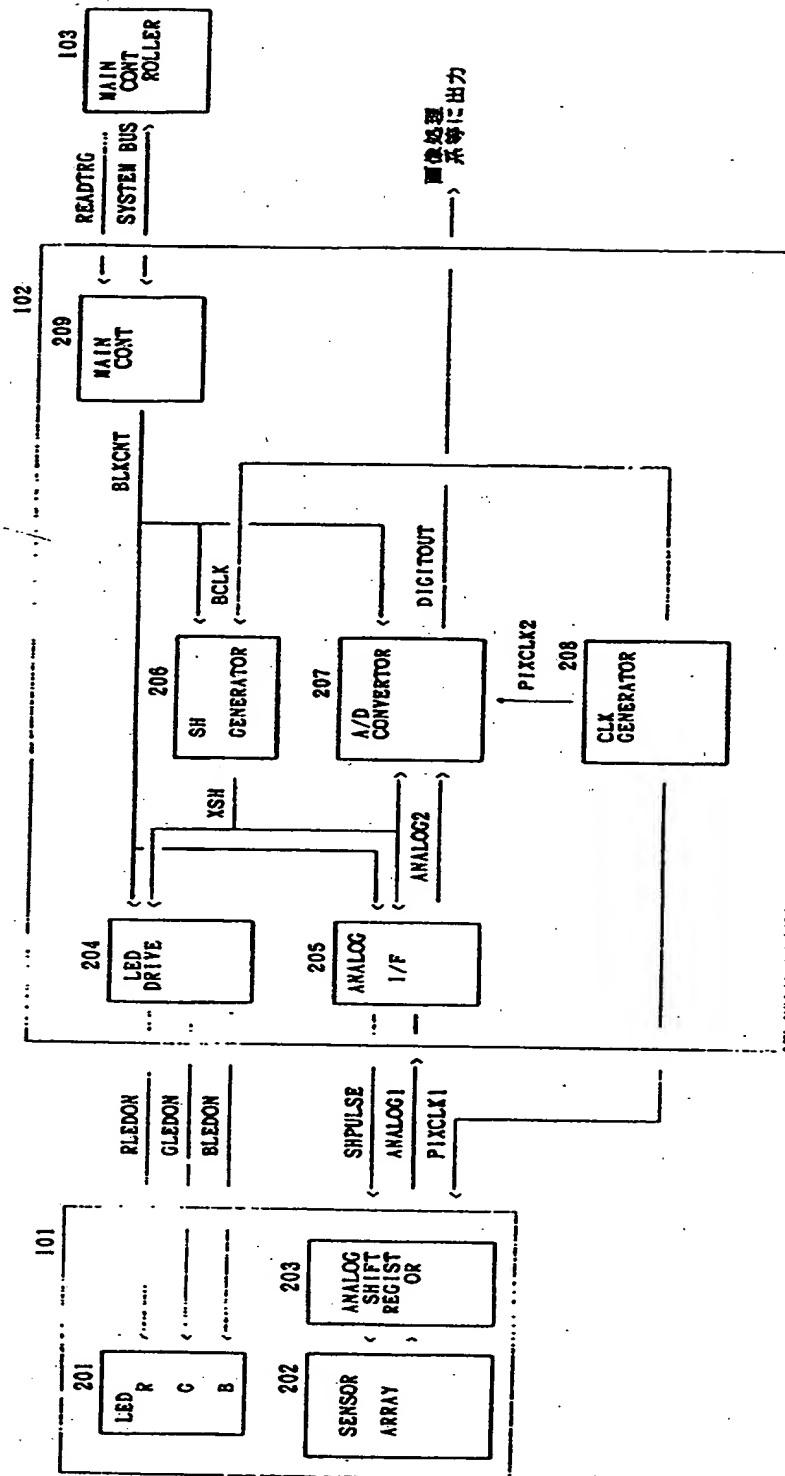 101
201
LED
R
G
B
202
SENSOR
ARRAY
203
ANALOG
SHIFT
REGIST
OR
RLEDON
GLEDON
BLEDON
SHPULSE
ANALOG1
PIXCLK1
102
204
LED
DRIVE
205
ANALOG
I/F
XSH
ANALOG2
206
SH
GENERATOR
207
A/D
CONVERTOR
PIXCLK2
208
CLK
GENERATOR
BCLK
BLKCNT
DIGITOUT
209
MAIN
CONT
READTRG
SYSTEM BUS
103
MAIN
CONT
ROLLER
画像処理
系等に出力